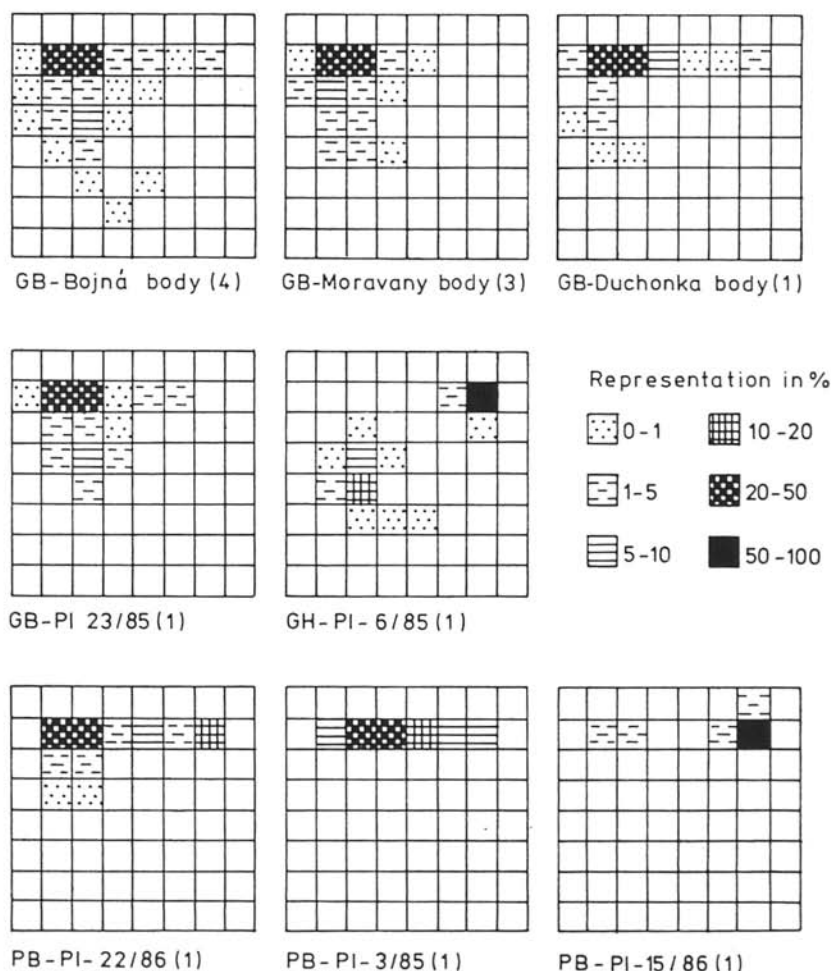 GB-Bojná body (4)
GB-Moravany body (3)
GB-Duchonka body (1)
GB-PI 23/85 (1)
GH-PI-6/85 (1)
Representation in %
0-1
10-20
1-5
20-50
5-10
50-100
PB-PI-22/86 (1)
PB-PI-3/85 (1)
PB-PI-15/86 (1)